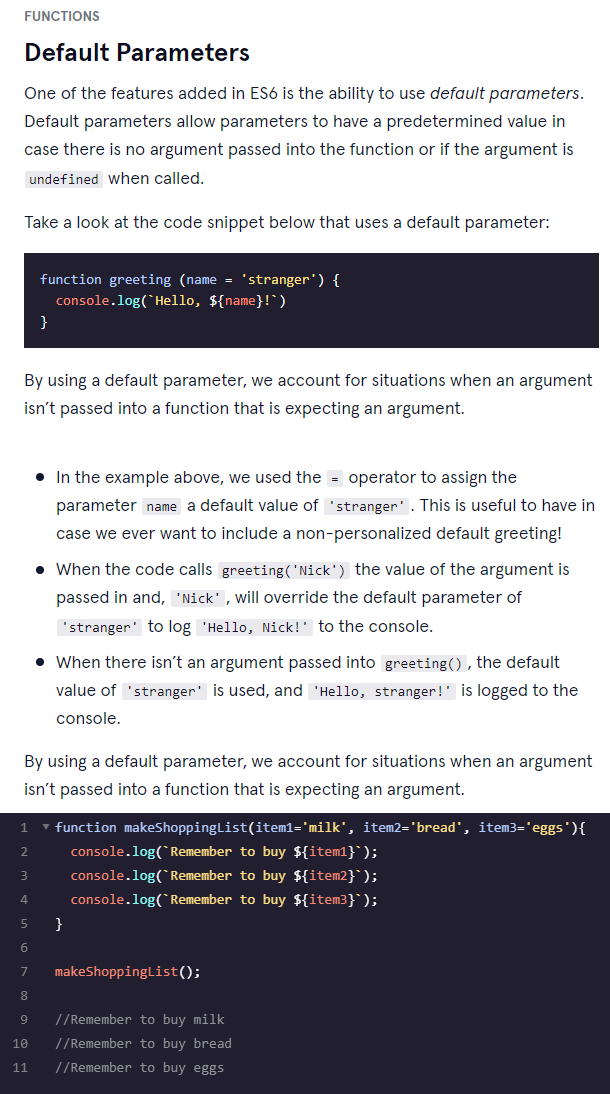 FUNCTIONS
Default Parameters
One of the features added in ES6 is the ability to use default parameters.
Default parameters allow parameters to have a predetermined value in
case there is no argument passed into the function or if the argument is
undefined when called.
Take a look at the code snippet below that uses a default parameter:
function greeting (name = 'stranger') {
  console.log(`Hello, ${name}!`)
}
By using a default parameter, we account for situations when an argument
isn’t passed into a function that is expecting an argument.
• In the example above, we used the = operator to assign the
parameter name a default value of 'stranger'. This is useful to have in
case we ever want to include a non-personalized default greeting!
• When the code calls greeting('Nick') the value of the argument is
passed in and, 'Nick', will override the default parameter of
'stranger' to log 'Hello, Nick!' to the console.
• When there isn’t an argument passed into greeting(), the default
value of 'stranger' is used, and 'Hello, stranger!' is logged to the
console.
By using a default parameter, we account for situations when an argument
isn’t passed into a function that is expecting an argument.
1 function makeShoppingList(item1='milk', item2='bread', item3='eggs'){
2   console.log(`Remember to buy ${item1}`);
3   console.log(`Remember to buy ${item2}`);
4   console.log(`Remember to buy ${item3}`);
5 }
6
7 makeShoppingList();
8
9 //Remember to buy milk
10 //Remember to buy bread
11 //Remember to buy eggs